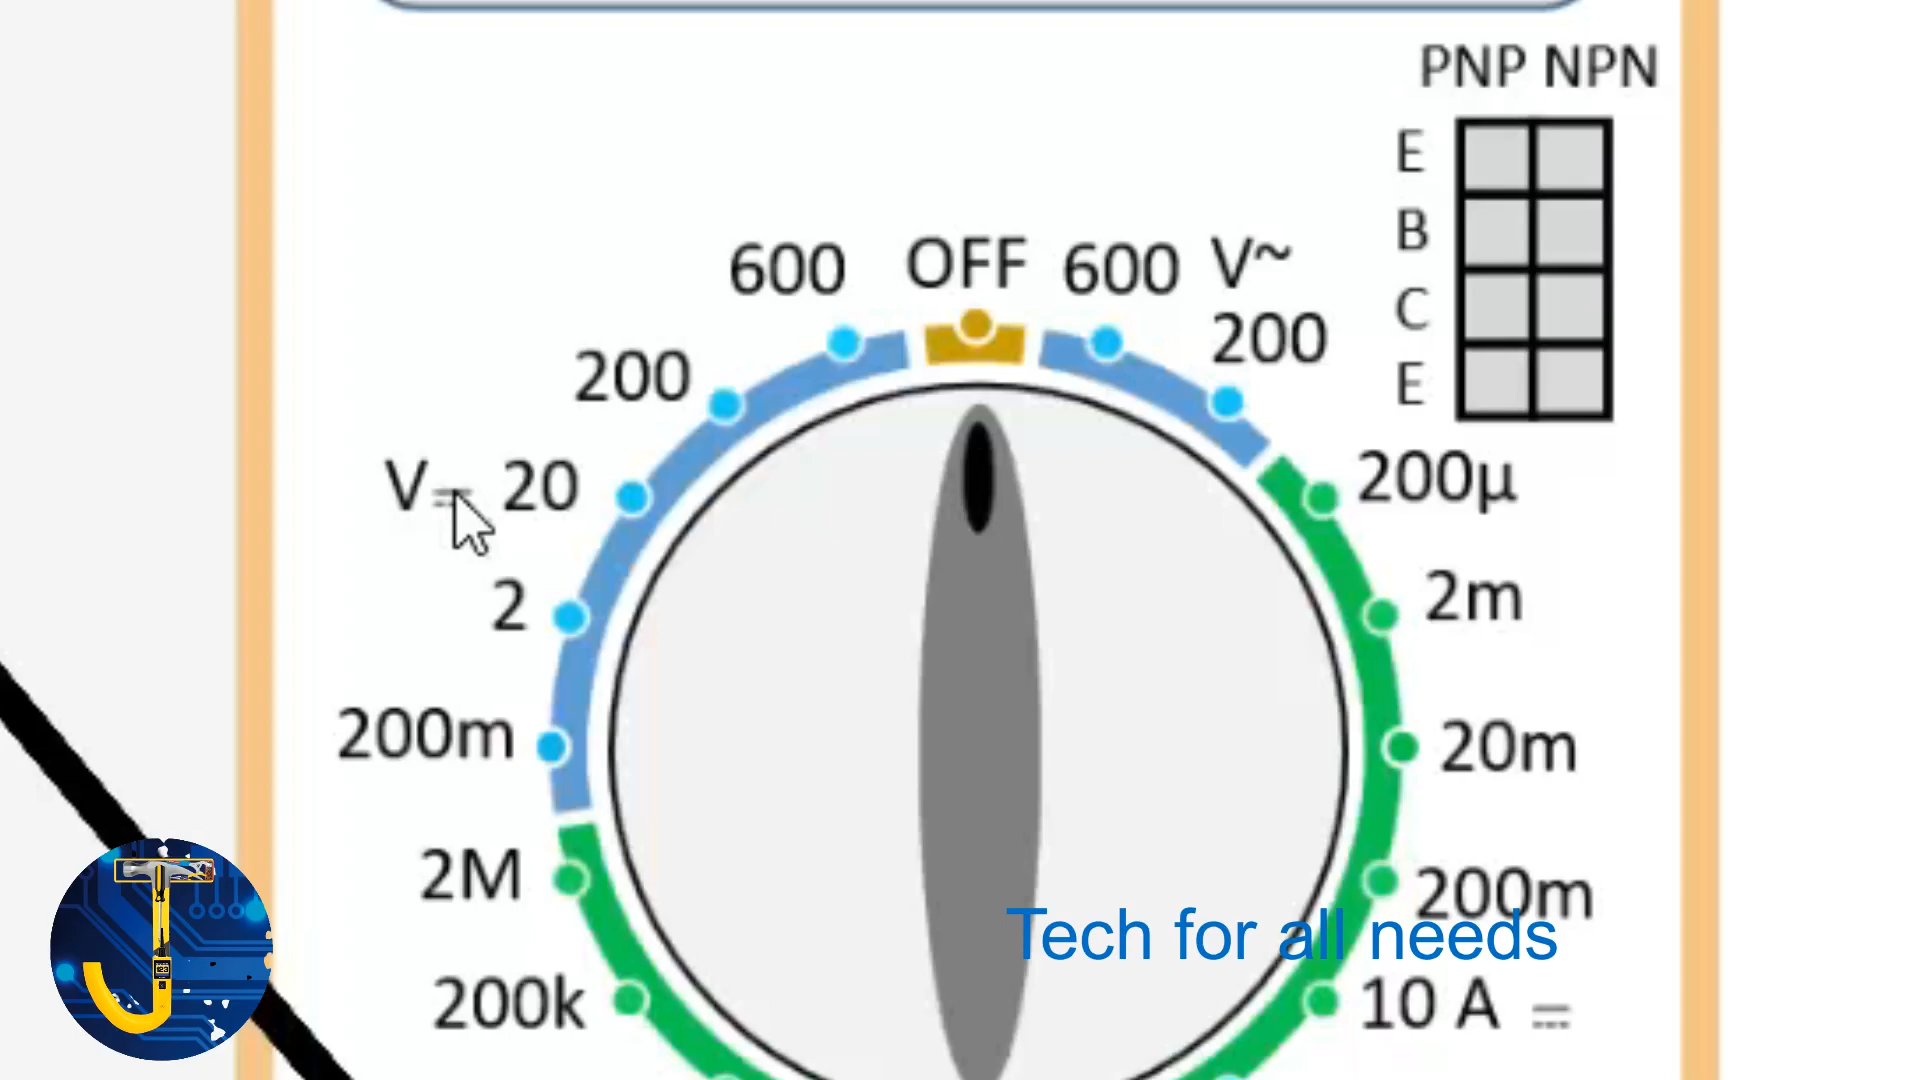 PNP NPN
E
B
C
E
600 OFF 600 V~
200 200
V⎓ 20 200µ
2 2m
200m 20m
2M 200m
Tech for all needs
200k 10 A ⎓